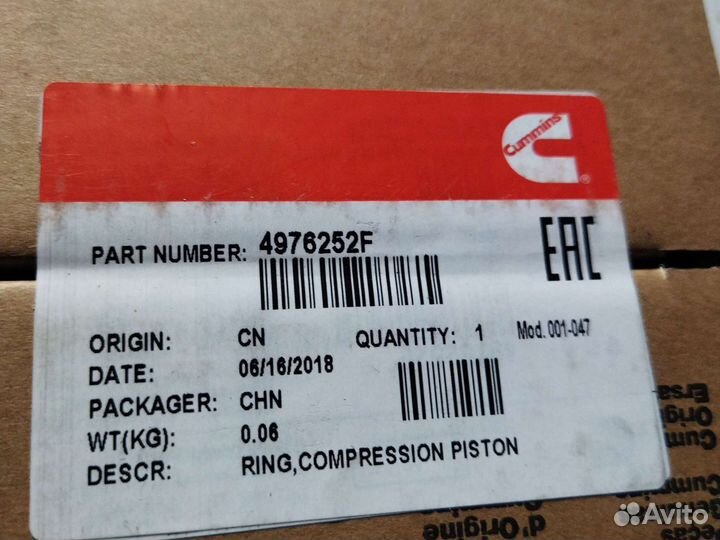 Cummins
®
PART NUMBER: 4976252F
EAC
ORIGIN: CN QUANTITY: 1 Mod. 001-047
DATE: 06/16/2018
PACKAGER: CHN
WT(KG): 0.06
DESCR: RING,COMPRESSION PISTON
Cummins
d'Origine
Avito